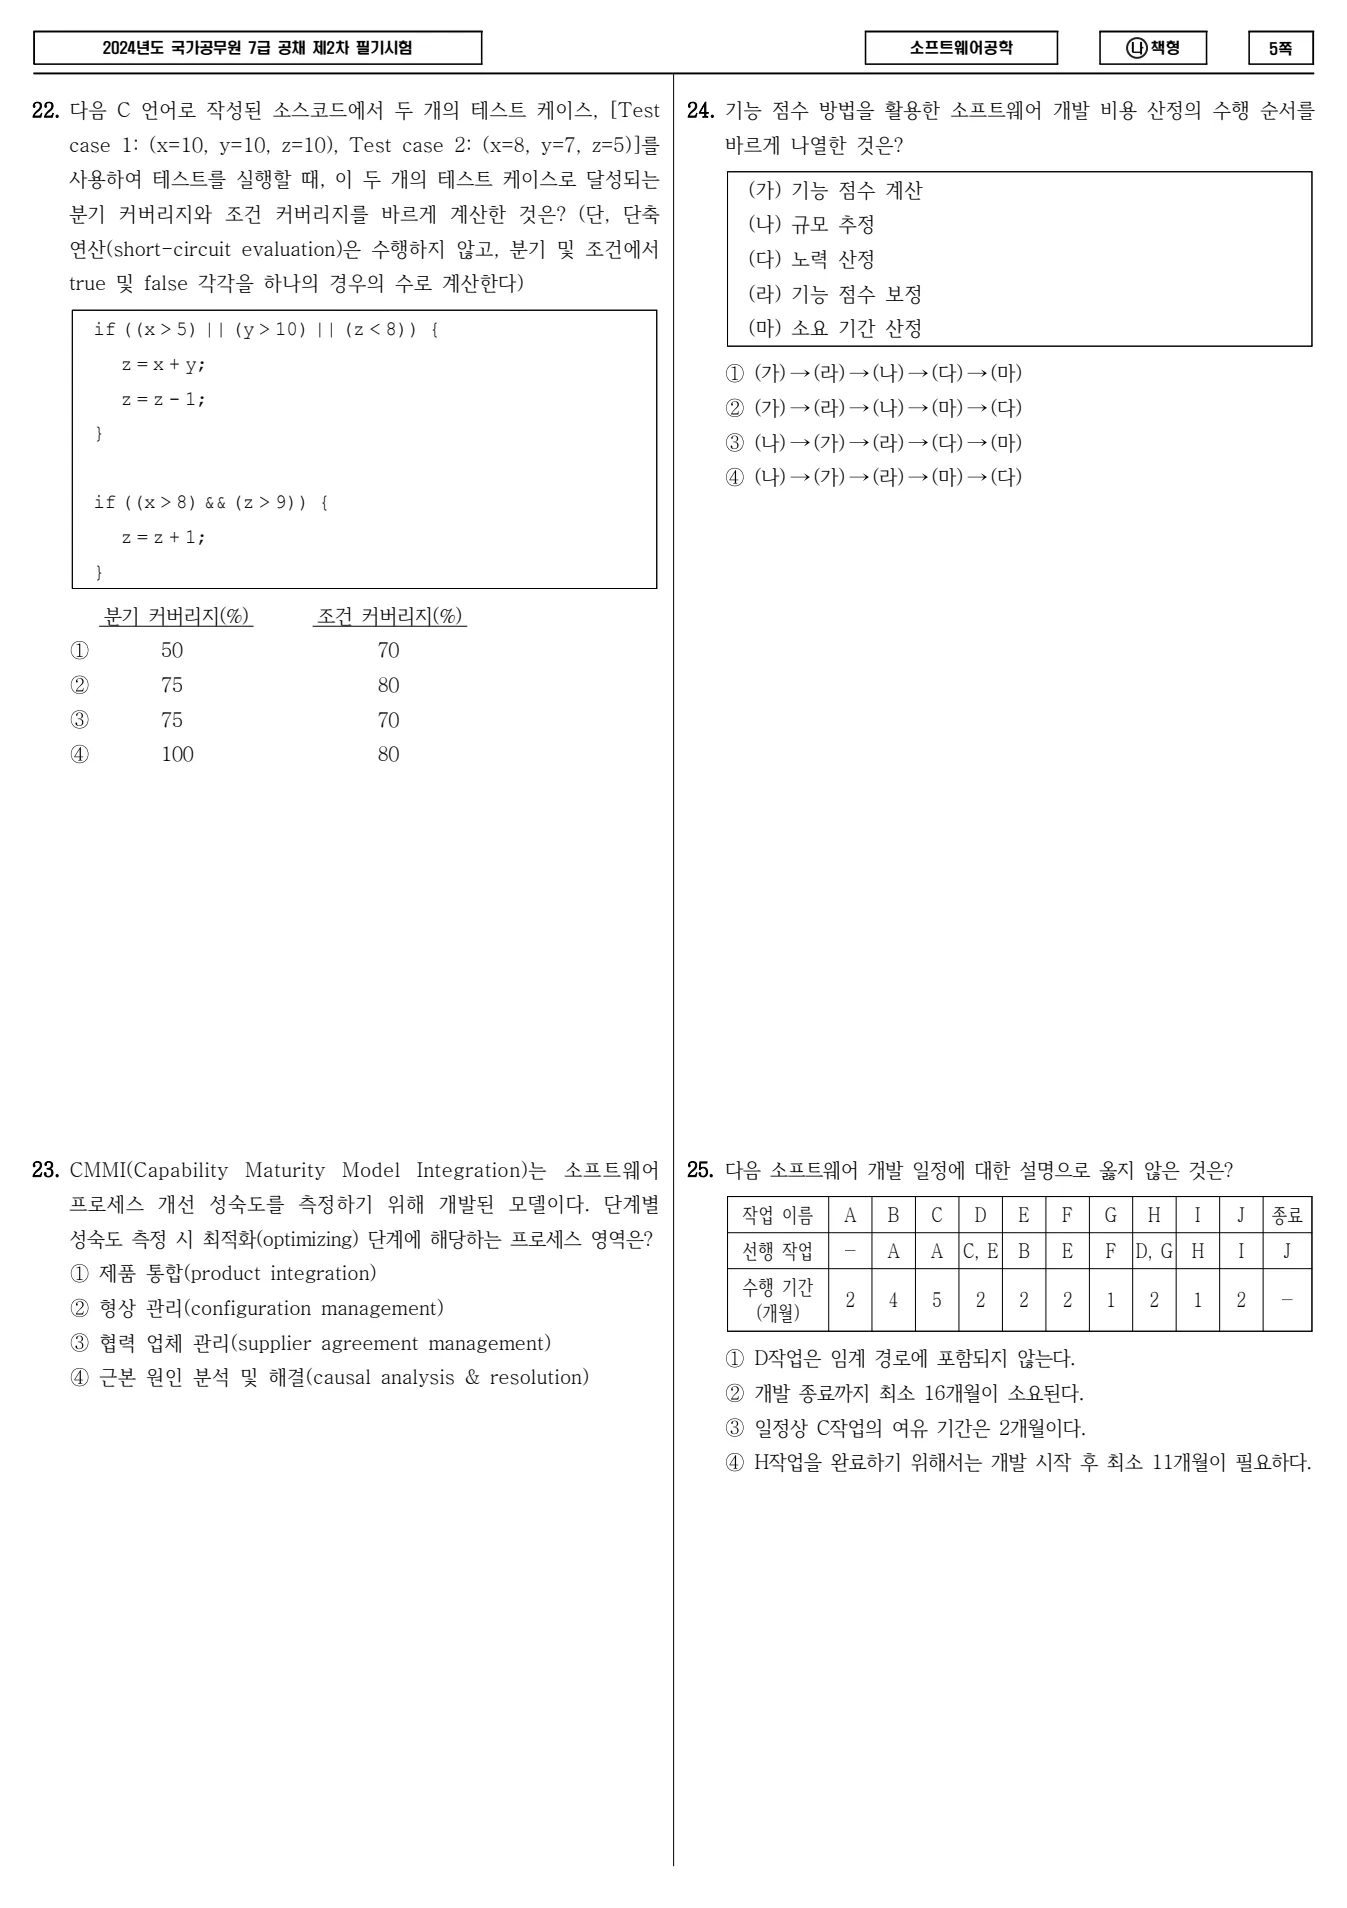 2024년도 국가공무원 7급 공채 제2차 필기시험
소프트웨어공학
㉯책형
5쪽
22. 다음 C 언어로 작성된 소스코드에서 두 개의 테스트 케이스, [Test
case 1: (x=10, y=10, z=10), Test case 2: (x=8, y=7, z=5)]를
사용하여 테스트를 실행할 때, 이 두 개의 테스트 케이스로 달성되는
분기 커버리지와 조건 커버리지를 바르게 계산한 것은? (단, 단축
연산(short-circuit evaluation)은 수행하지 않고, 분기 및 조건에서
true 및 false 각각을 하나의 경우의 수로 계산한다)
if ((x > 5) || (y > 10) || (z < 8)) {
z = x + y;
z = z - 1;
}
if ((x > 8) && (z > 9)) {
z = z + 1;
}
분기 커버리지(%) 조건 커버리지(%)
① 50 70
② 75 80
③ 75 70
④ 100 80
23. CMMI(Capability Maturity Model Integration)는 소프트웨어
프로세스 개선 성숙도를 측정하기 위해 개발된 모델이다. 단계별
성숙도 측정 시 최적화(optimizing) 단계에 해당하는 프로세스 영역은?
① 제품 통합(product integration)
② 형상 관리(configuration management)
③ 협력 업체 관리(supplier agreement management)
④ 근본 원인 분석 및 해결(causal analysis & resolution)
24. 기능 점수 방법을 활용한 소프트웨어 개발 비용 산정의 수행 순서를
바르게 나열한 것은?
(가) 기능 점수 계산
(나) 규모 추정
(다) 노력 산정
(라) 기능 점수 보정
(마) 소요 기간 산정
① (가)→(라)→(나)→(다)→(마)
② (가)→(라)→(나)→(마)→(다)
③ (나)→(가)→(라)→(다)→(마)
④ (나)→(가)→(라)→(마)→(다)
25. 다음 소프트웨어 개발 일정에 대한 설명으로 옳지 않은 것은?
작업 이름 A B C D E F G H I J 종료
선행 작업 - A A C, E B E F D, G H I J
수행 기간
(개월) 2 4 5 2 2 2 1 2 1 2 -
① D작업은 임계 경로에 포함되지 않는다.
② 개발 종료까지 최소 16개월이 소요된다.
③ 일정상 C작업의 여유 기간은 2개월이다.
④ H작업을 완료하기 위해서는 개발 시작 후 최소 11개월이 필요하다.